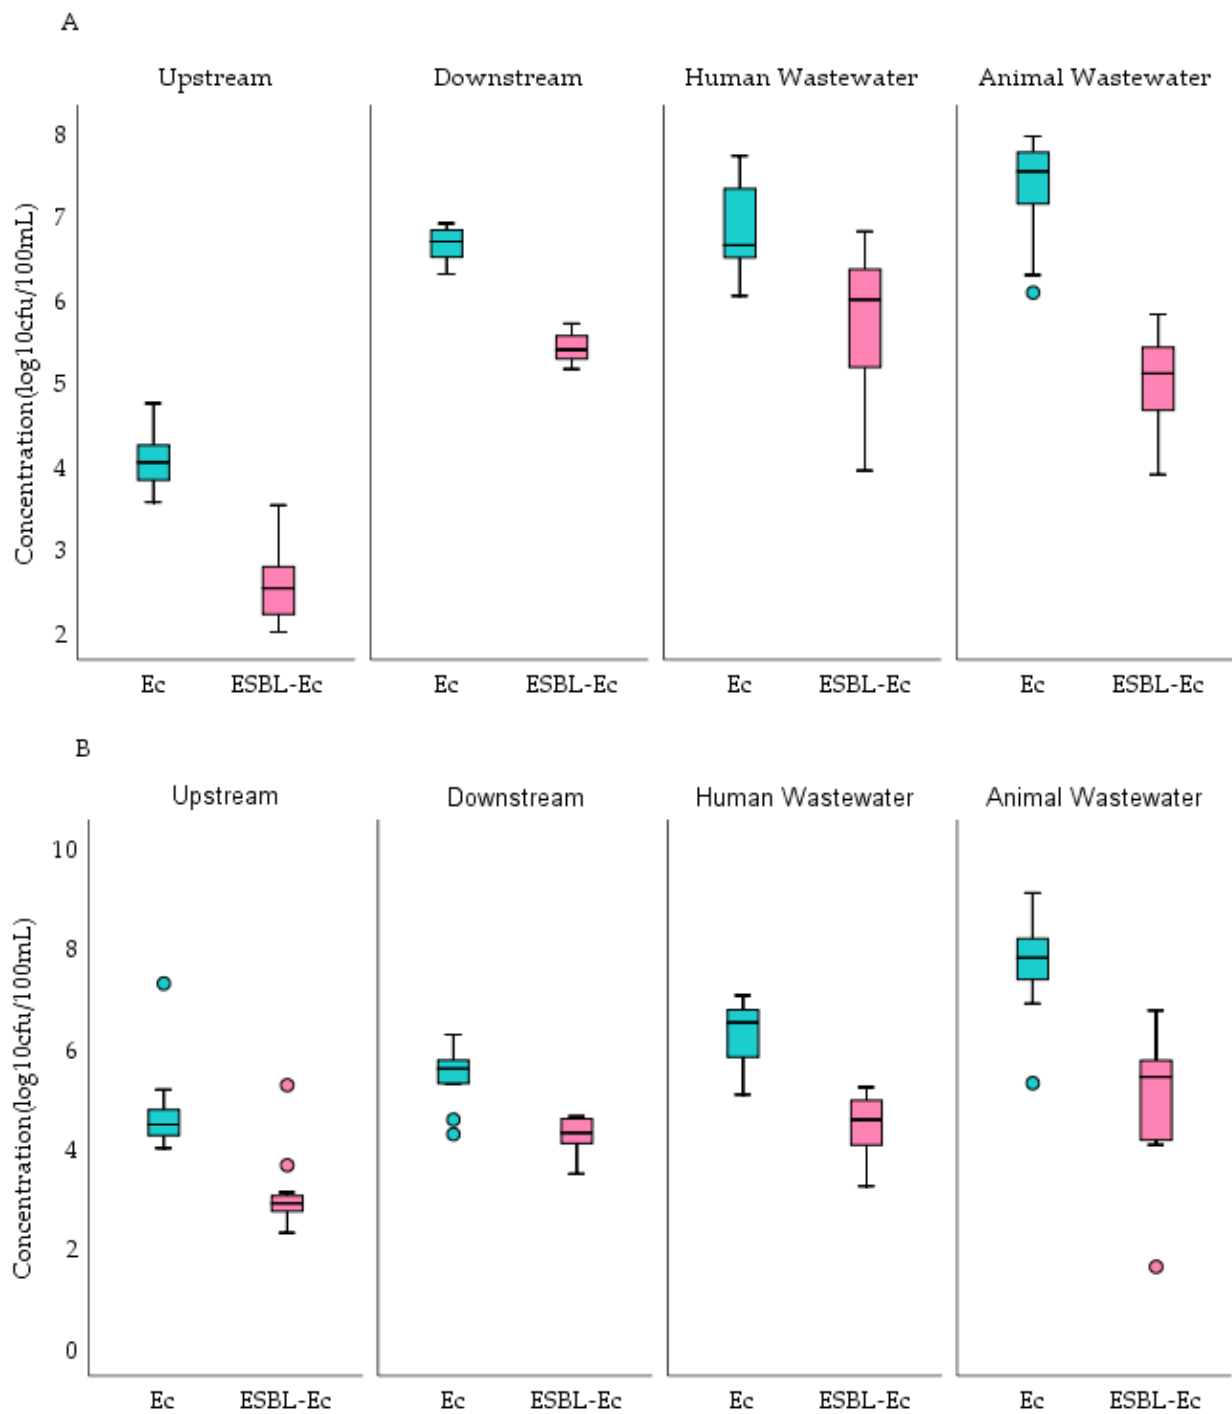 A
Upstream Downstream Human Wastewater Animal Wastewater
Concentration(log10cfu/100mL)
8
7
6
5
4
3
2
Ec ESBL-Ec Ec ESBL-Ec Ec ESBL-Ec Ec ESBL-Ec
B
Upstream Downstream Human Wastewater Animal Wastewater
Concentration(log10cfu/100mL)
10
8
6
4
2
0
Ec ESBL-Ec Ec ESBL-Ec Ec ESBL-Ec Ec ESBL-Ec